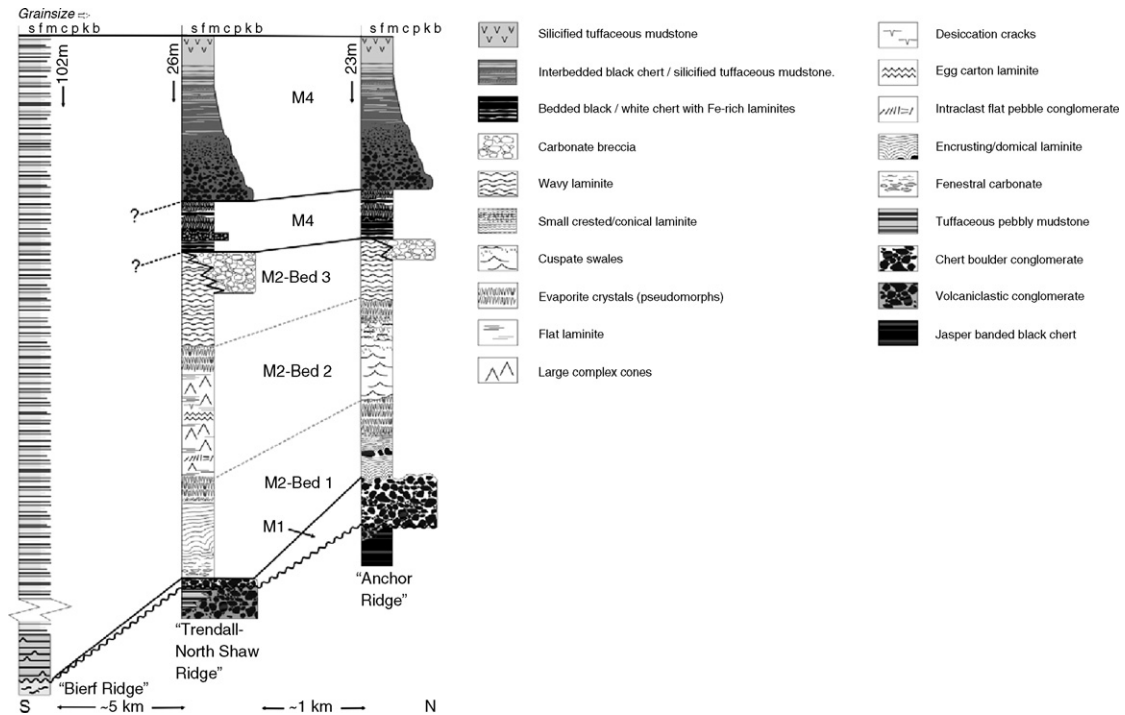 Grainsize ⇨
s f m c p k b
s f m c p k b
s f m c p k b
102m
26m
23m
M4
?
M4
?
M2-Bed 3
M2-Bed 2
M2-Bed 1
M1
"Anchor
Ridge"
"Trendall-
North Shaw
Ridge"
"Bierf Ridge"
S
~5 km
~1 km
N
Silicified tuffaceous mudstone
Interbedded black chert / silicified tuffaceous mudstone.
Bedded black / white chert with Fe-rich laminites
Carbonate breccia
Wavy laminite
Small crested/conical laminite
Cuspate swales
Evaporite crystals (pseudomorphs)
Flat laminite
Large complex cones
Desiccation cracks
Egg carton laminite
Intraclast flat pebble conglomerate
Encrusting/domical laminite
Fenestral carbonate
Tuffaceous pebbly mudstone
Chert boulder conglomerate
Volcaniclastic conglomerate
Jasper banded black chert